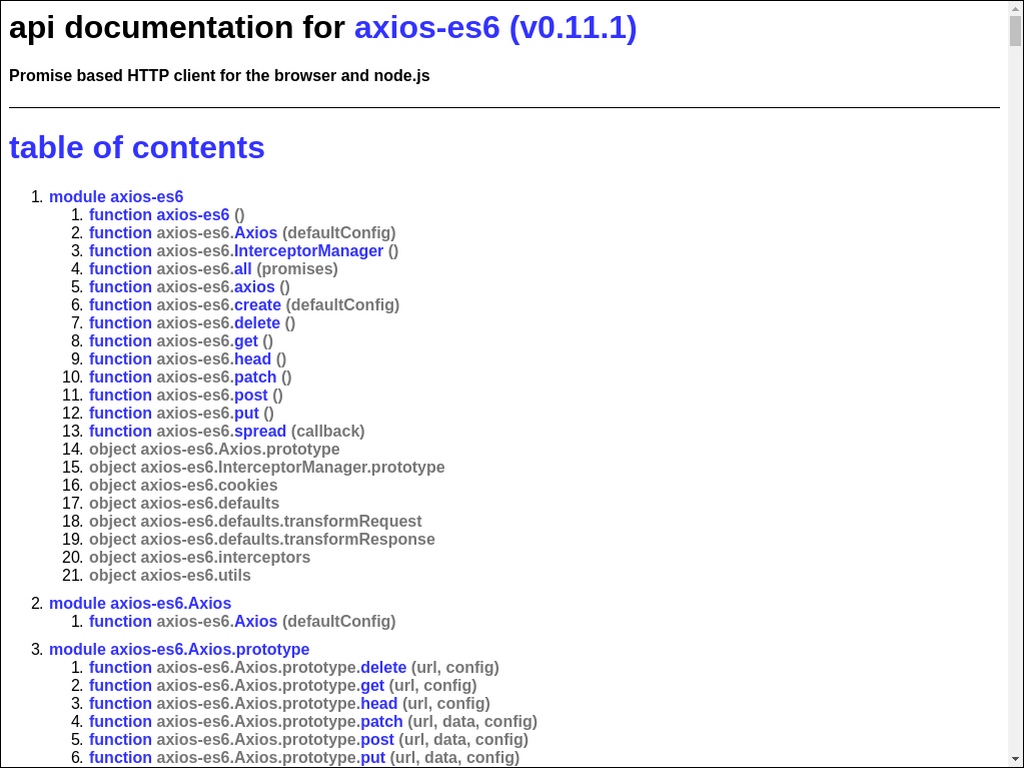 api documentation for axios-es6 (v0.11.1)
Promise based HTTP client for the browser and node.js
table of contents
1. module axios-es6
1. function axios-es6 ()
2. function axios-es6.Axios (defaultConfig)
3. function axios-es6.InterceptorManager ()
4. function axios-es6.all (promises)
5. function axios-es6.axios ()
6. function axios-es6.create (defaultConfig)
7. function axios-es6.delete ()
8. function axios-es6.get ()
9. function axios-es6.head ()
10. function axios-es6.patch ()
11. function axios-es6.post ()
12. function axios-es6.put ()
13. function axios-es6.spread (callback)
14. object axios-es6.Axios.prototype
15. object axios-es6.InterceptorManager.prototype
16. object axios-es6.cookies
17. object axios-es6.defaults
18. object axios-es6.defaults.transformRequest
19. object axios-es6.defaults.transformResponse
20. object axios-es6.interceptors
21. object axios-es6.utils
2. module axios-es6.Axios
1. function axios-es6.Axios (defaultConfig)
3. module axios-es6.Axios.prototype
1. function axios-es6.Axios.prototype.delete (url, config)
2. function axios-es6.Axios.prototype.get (url, config)
3. function axios-es6.Axios.prototype.head (url, config)
4. function axios-es6.Axios.prototype.patch (url, data, config)
5. function axios-es6.Axios.prototype.post (url, data, config)
6. function axios-es6.Axios.prototype.put (url, data, config)